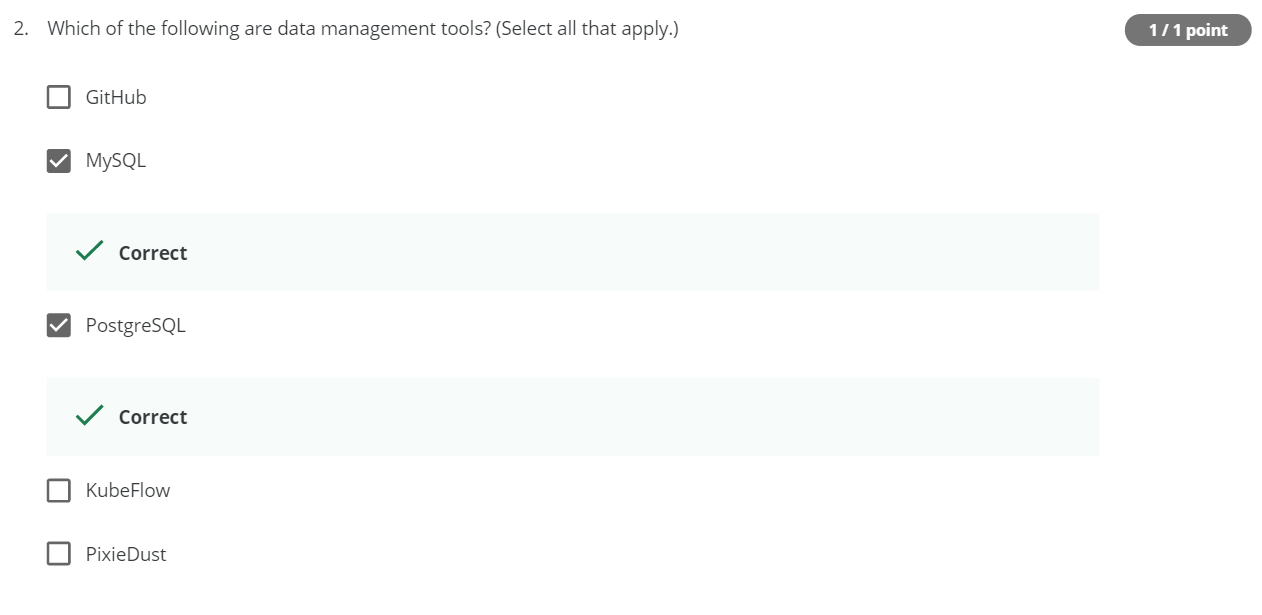 2. Which of the following are data management tools? (Select all that apply.)
1 / 1 point
GitHub
MySQL
Correct
PostgreSQL
Correct
KubeFlow
PixieDust